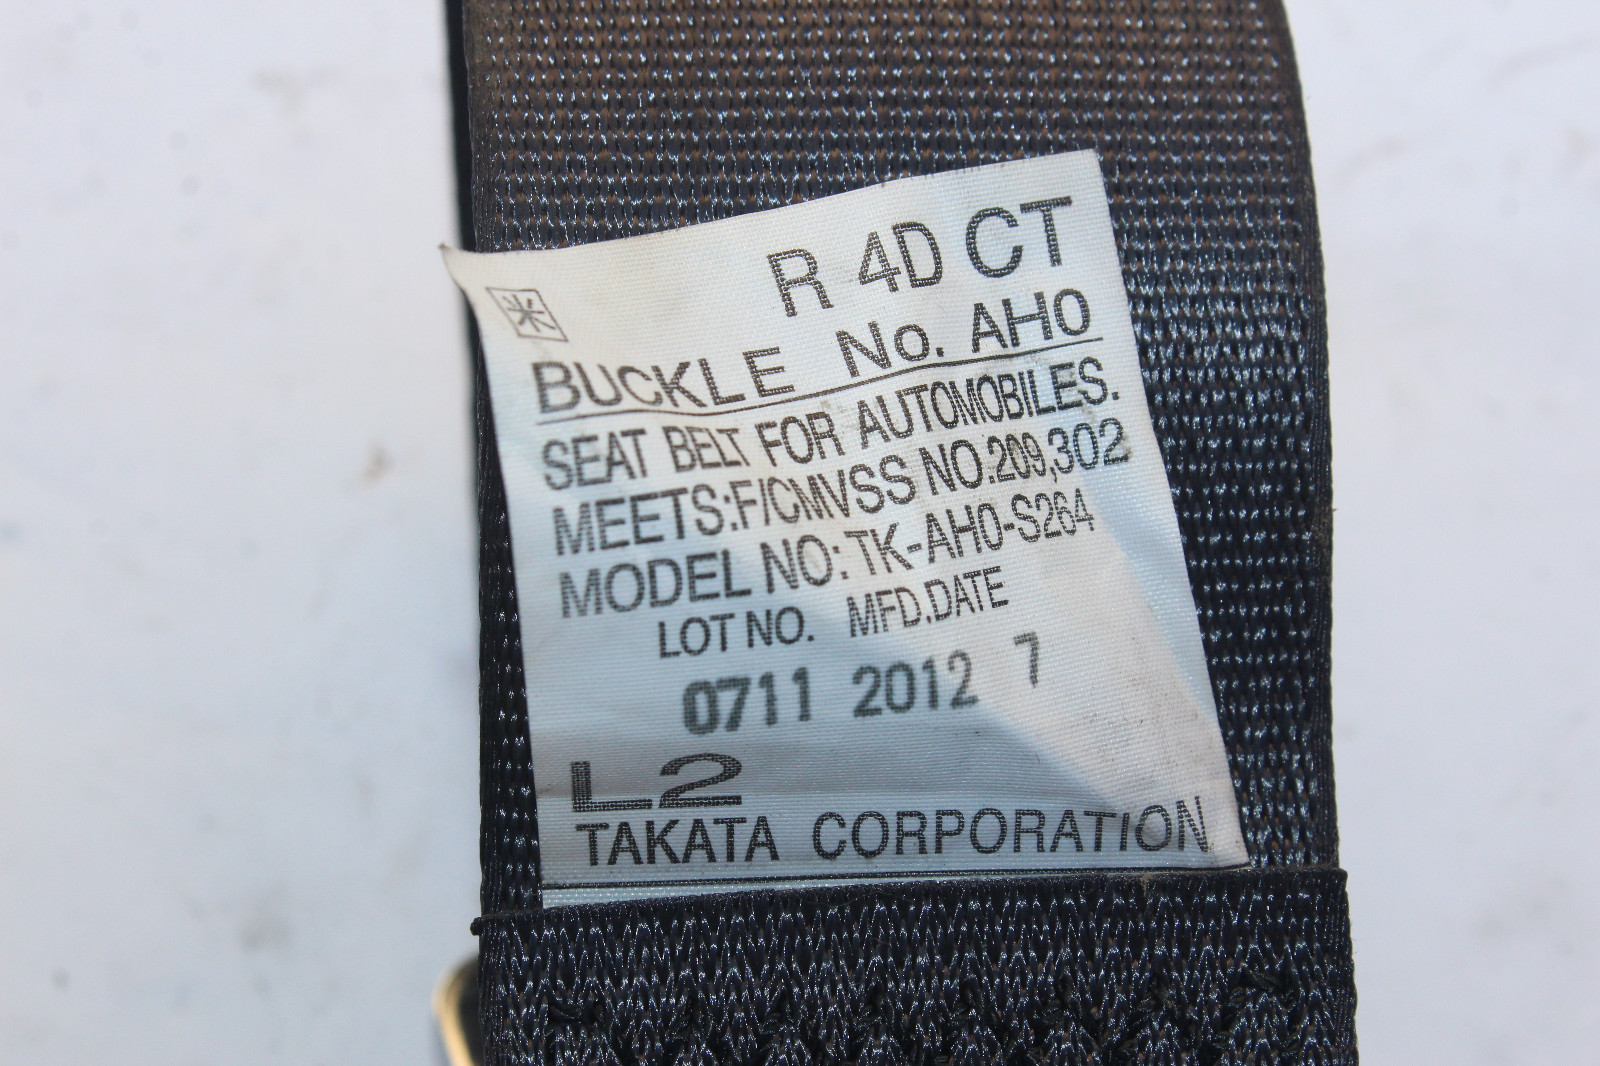 R 4D CT
米
BUCKLE No. AH0
SEAT BELT FOR AUTOMOBILES.
MEETS:F/CMVSS NO.209,302
MODEL NO: TK-AH0-S264
LOT NO. MFD.DATE
0711 2012 7
L2
TAKATA CORPORATION